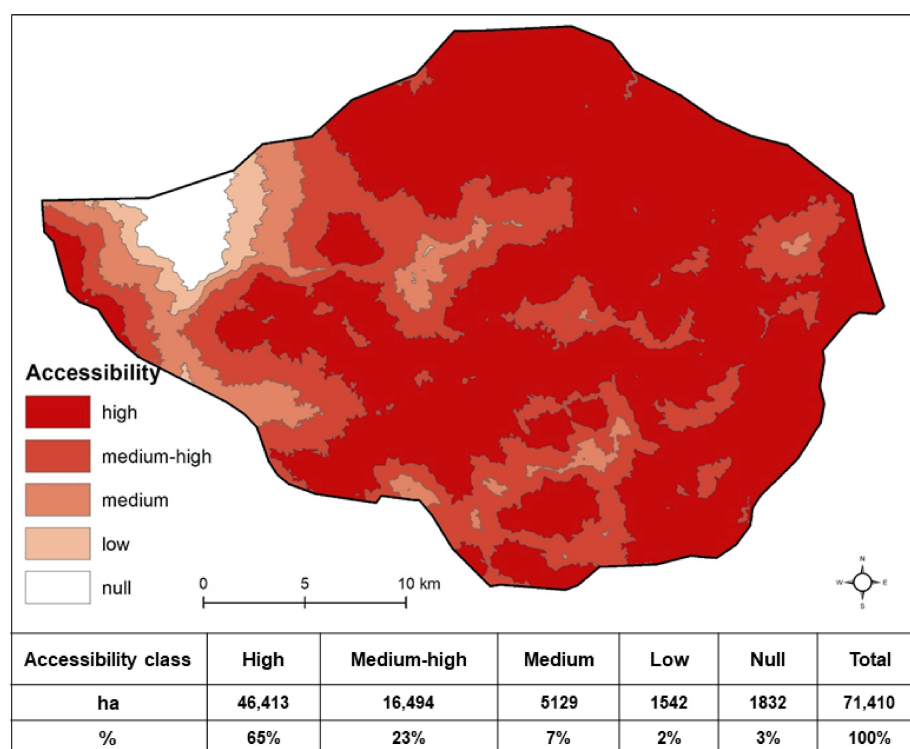 Accessibility
high
medium-high
medium
low
null
0 5 10 km
N
W E
S
Accessibility class High Medium-high Medium Low Null Total
ha 46,413 16,494 5129 1542 1832 71,410
% 65% 23% 7% 2% 3% 100%